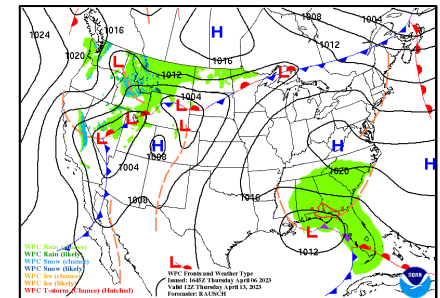 1016
1008
1004
1024
H
1012
1020
1016
L
L
1012
1004
L L
L
L
L
H
H
1008
H
1020
1004
1016
1008
L
1012
WPC Rain (chance)
WPC Rain (likely)
WPC Snow (chance)
WPC Snow (likely)
WPC Ice (chance)
WPC Ice (likely)
WPC T-storm (Chance) (Hatched)
L
WPC Fronts and Weather Type
Issued: 1645Z Thursday April 06 2023
Valid 12Z Thursday April 13, 2023
Forecaster: RAUSCH
NOAA